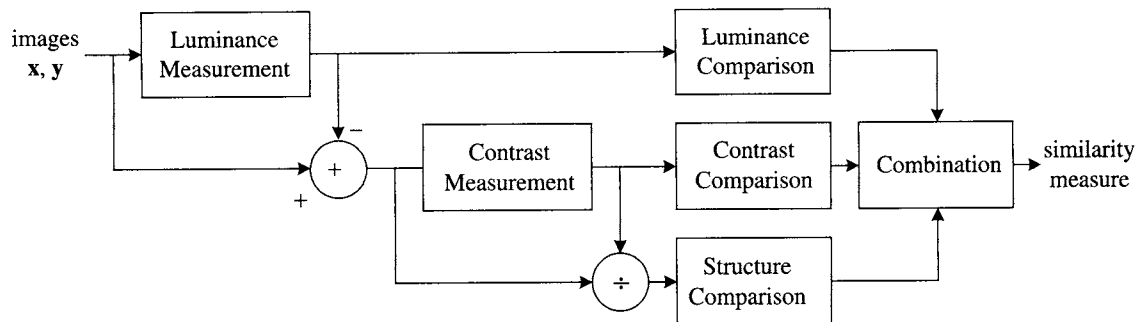 images
x, y
Luminance
Measurement
Luminance
Comparison
−
+
+
Contrast
Measurement
Contrast
Comparison
Combination
similarity
measure
÷
Structure
Comparison